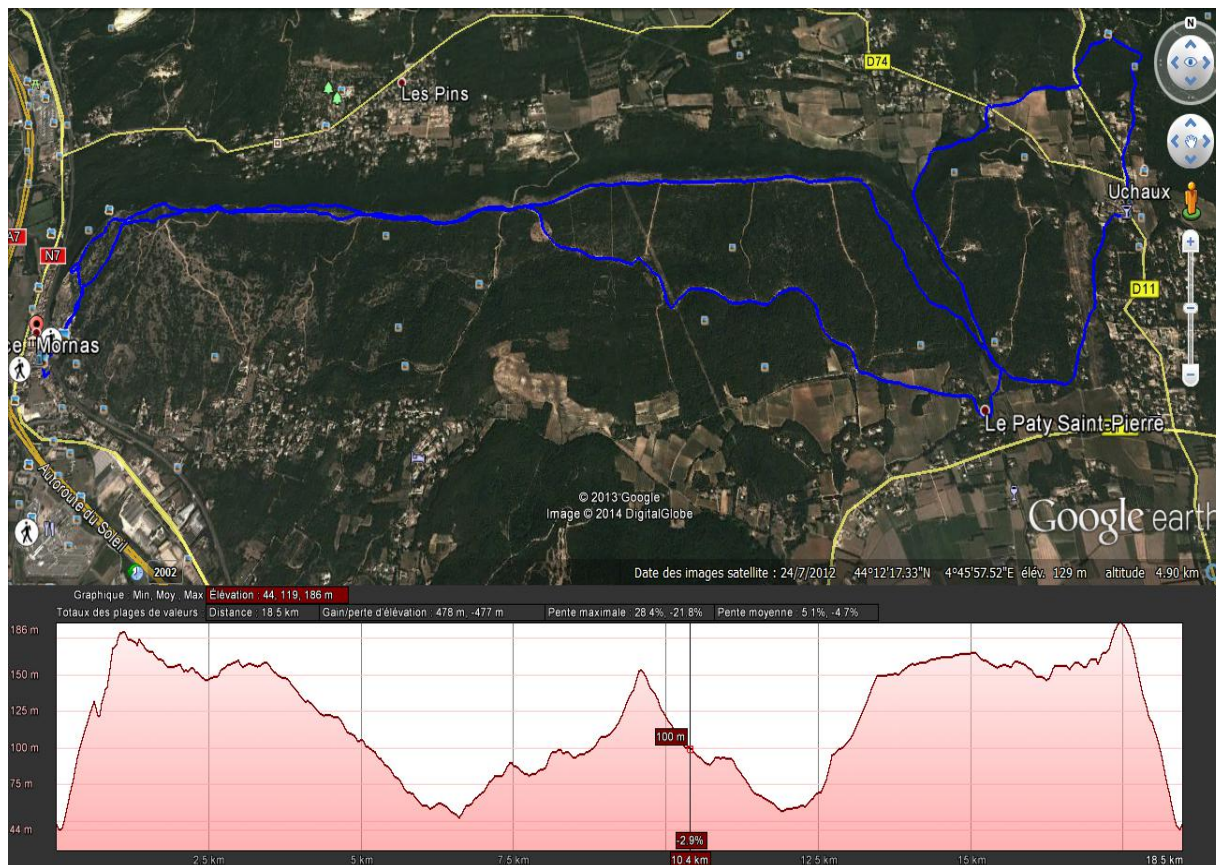 N
D74
Les Pins
Uchaux
A7
N7
D11
ce Mornas
Le Paty Saint-Pierre
Autoroute du Soleil
© 2013 Google
Image © 2014 DigitalGlobe
Google earth
2002
Date des images satellite : 24/7/2012 44°12'17.33"N 4°45'57.52"E élév. 129 m altitude 4.90 km
Graphique : Min, Moy., Max Élévation : 44, 119, 186 m
Totaux des plages de valeurs : Distance : 18.5 km Gain/perte d'élévation : 478 m, -477 m Pente maximale : 28.4%, -21.8% Pente moyenne : 5.1%, -4.7%
186 m
150 m
125 m
100 m
100 m
75 m
44 m
-2.9%
2.5 km 5 km 7.5 km 10.4 km 12.5 km 15 km 18.5 km